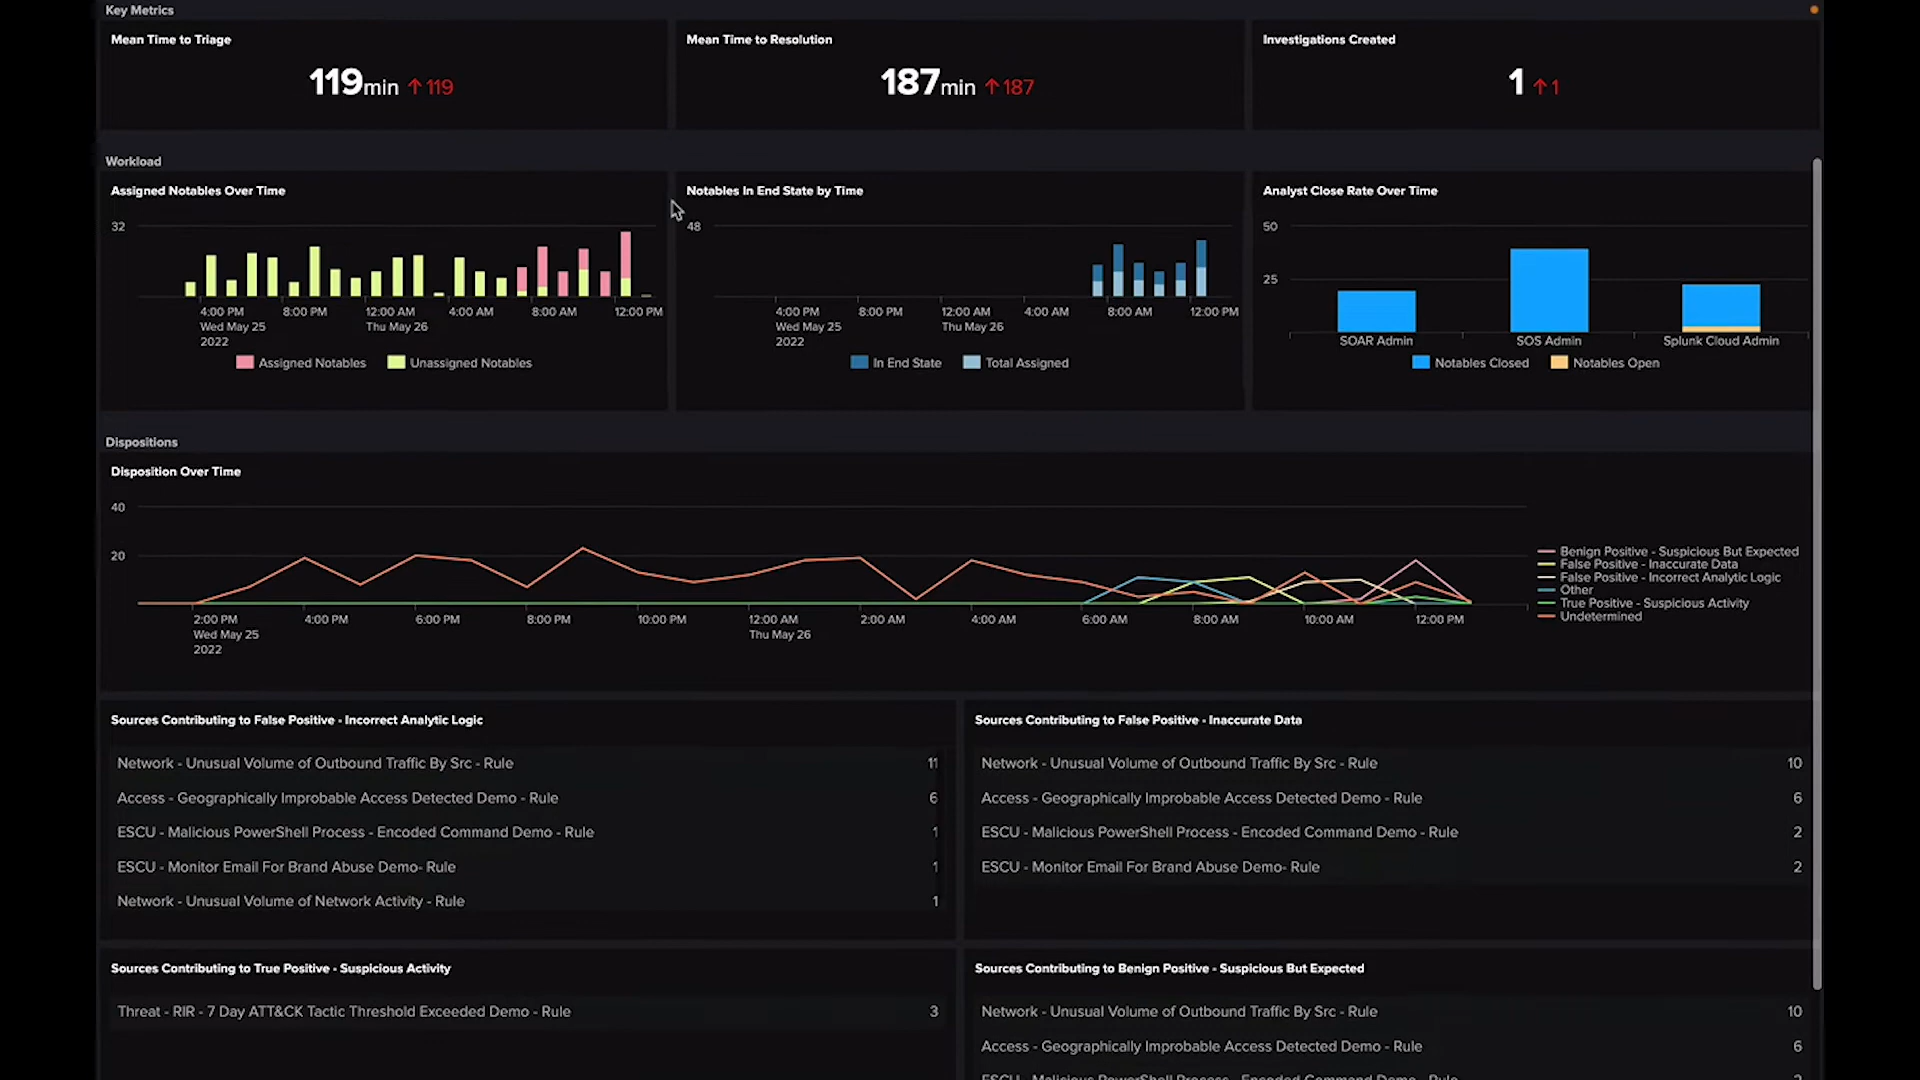 Key Metrics
Mean Time to Triage
119min ↑119
Mean Time to Resolution
187min ↑187
Investigations Created
1 ↑1
Workload
Assigned Notables Over Time
32
4:00 PM 8:00 PM 12:00 AM 4:00 AM 8:00 AM 12:00 PM
Wed May 25 Thu May 26
2022
Assigned Notables Unassigned Notables
Notables In End State by Time
48
4:00 PM 8:00 PM 12:00 AM 4:00 AM 8:00 AM 12:00 PM
Wed May 25 Thu May 26
2022
In End State Total Assigned
Analyst Close Rate Over Time
50
25
SOAR Admin SOS Admin Splunk Cloud Admin
Notables Closed Notables Open
Dispositions
Disposition Over Time
40
20
2:00 PM 4:00 PM 6:00 PM 8:00 PM 10:00 PM 12:00 AM 2:00 AM 4:00 AM 6:00 AM 8:00 AM 10:00 AM 12:00 PM
Wed May 25 Thu May 26
2022
Benign Positive - Suspicious But Expected
False Positive - Inaccurate Data
False Positive - Incorrect Analytic Logic
Other
True Positive - Suspicious Activity
Undetermined
Sources Contributing to False Positive - Incorrect Analytic Logic
Network - Unusual Volume of Outbound Traffic By Src - Rule 11
Access - Geographically Improbable Access Detected Demo - Rule 6
ESCU - Malicious PowerShell Process - Encoded Command Demo - Rule 1
ESCU - Monitor Email For Brand Abuse Demo- Rule 1
Network - Unusual Volume of Network Activity - Rule 1
Sources Contributing to False Positive - Inaccurate Data
Network - Unusual Volume of Outbound Traffic By Src - Rule 10
Access - Geographically Improbable Access Detected Demo - Rule 6
ESCU - Malicious PowerShell Process - Encoded Command Demo - Rule 2
ESCU - Monitor Email For Brand Abuse Demo- Rule 2
Sources Contributing to True Positive - Suspicious Activity
Threat - RIR - 7 Day ATT&CK Tactic Threshold Exceeded Demo - Rule 3
Sources Contributing to Benign Positive - Suspicious But Expected
Network - Unusual Volume of Outbound Traffic By Src - Rule 10
Access - Geographically Improbable Access Detected Demo - Rule 6
ESCU - Malicious PowerShell Process - Encoded Command Demo - Rule